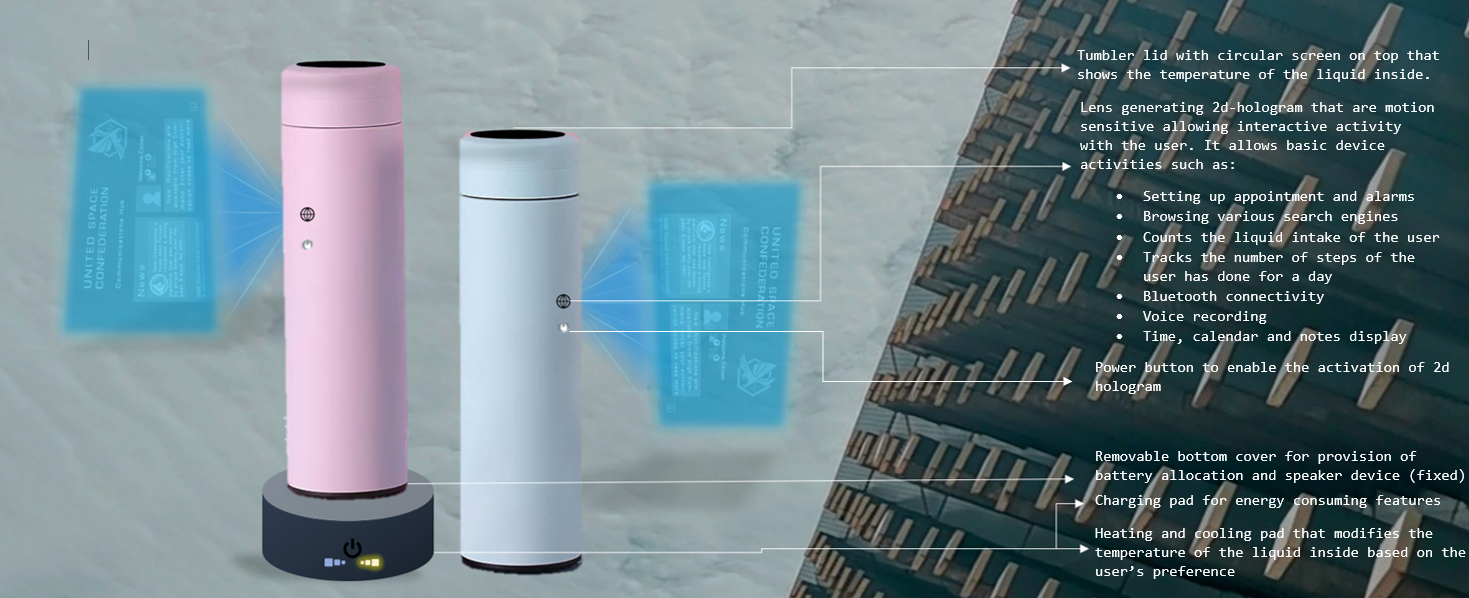 Tumbler lid with circular screen on top that
shows the temperature of the liquid inside.
Lens generating 2d-hologram that are motion
sensitive allowing interactive activity
with the user. It allows basic device
activities such as:
• Setting up appointment and alarms
• Browsing various search engines
• Counts the liquid intake of the user
• Tracks the number of steps of the
user has done for a day
• Bluetooth connectivity
• Voice recording
• Time, calendar and notes display
Power button to enable the activation of 2d
hologram
Removable bottom cover for provision of
battery allocation and speaker device (fixed)
Charging pad for energy consuming features
Heating and cooling pad that modifies the
temperature of the liquid inside based on the
user’s preference
UNITED SPACE
CONFEDERATION
Communications Hub
News
UNITED SPACE
CONFEDERATION
Communications Hub
News